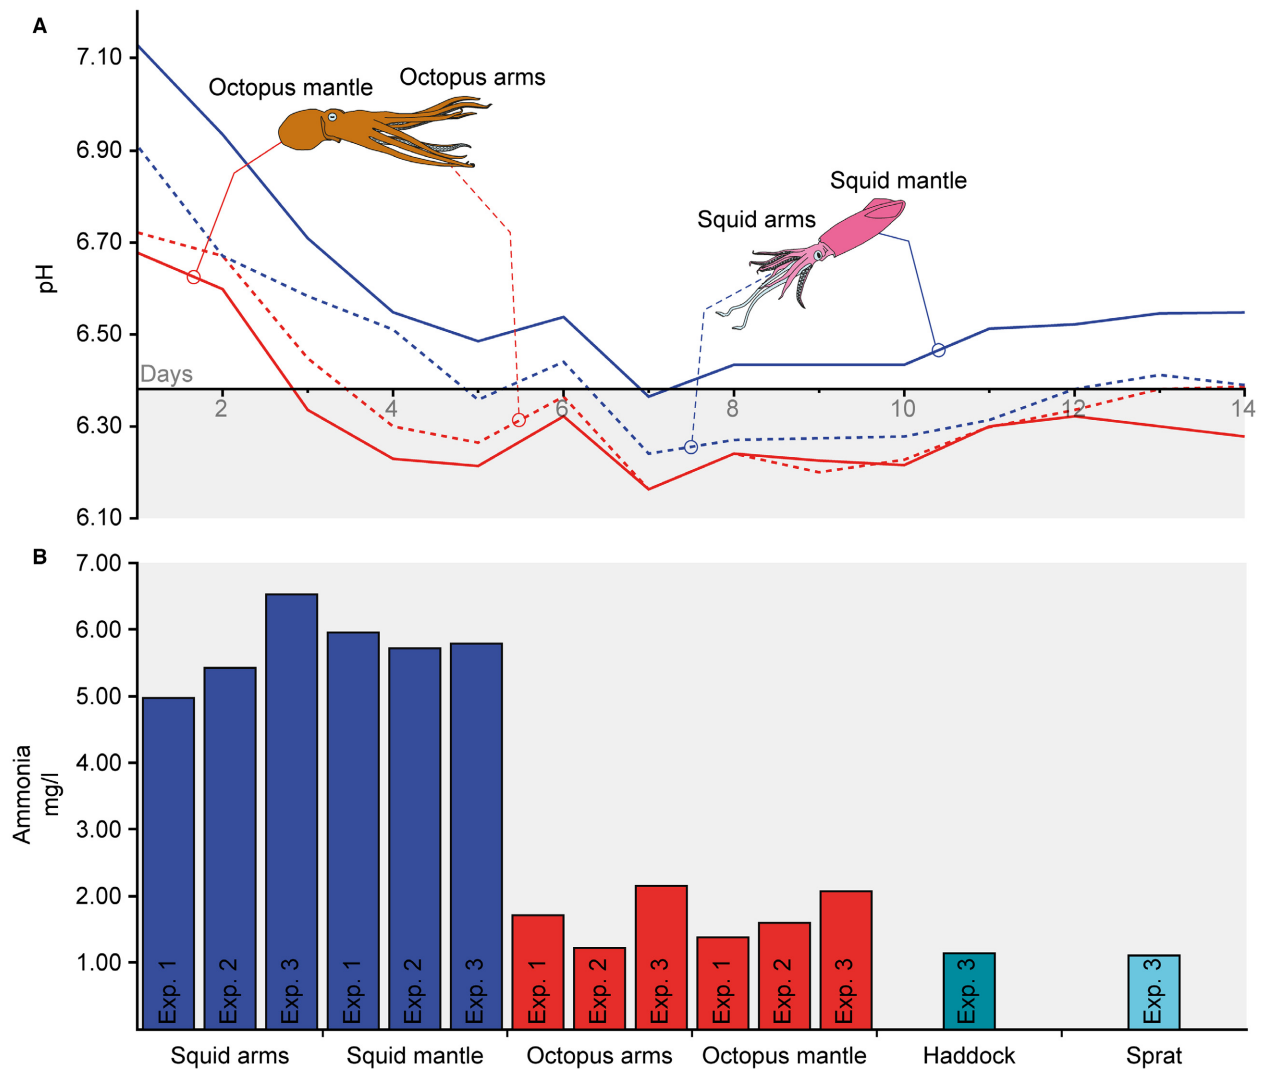 A
7.10
6.90
6.70
6.50
6.30
6.10
pH
Octopus mantle
Octopus arms
Squid mantle
Squid arms
Days
2
4
6
8
10
12
14
B
7.00
6.00
5.00
4.00
3.00
2.00
1.00
Ammonia
mg/l
Exp. 1
Exp. 2
Exp. 3
Exp. 1
Exp. 2
Exp. 3
Exp. 1
Exp. 2
Exp. 3
Exp. 1
Exp. 2
Exp. 3
Exp. 3
Exp. 3
Squid arms
Squid mantle
Octopus arms
Octopus mantle
Haddock
Sprat